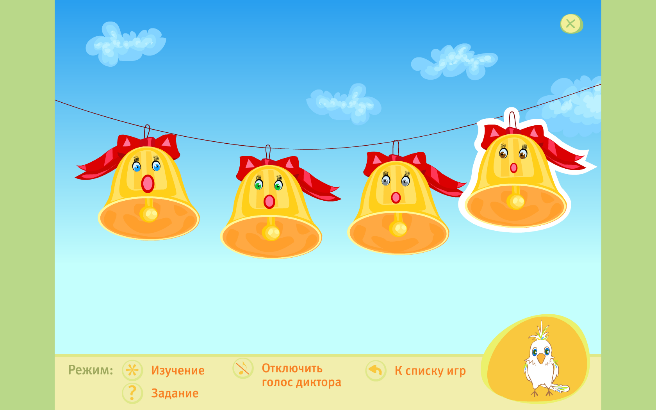 Режим:
Изучение
Задание
Отключить
голос диктора
К списку игр